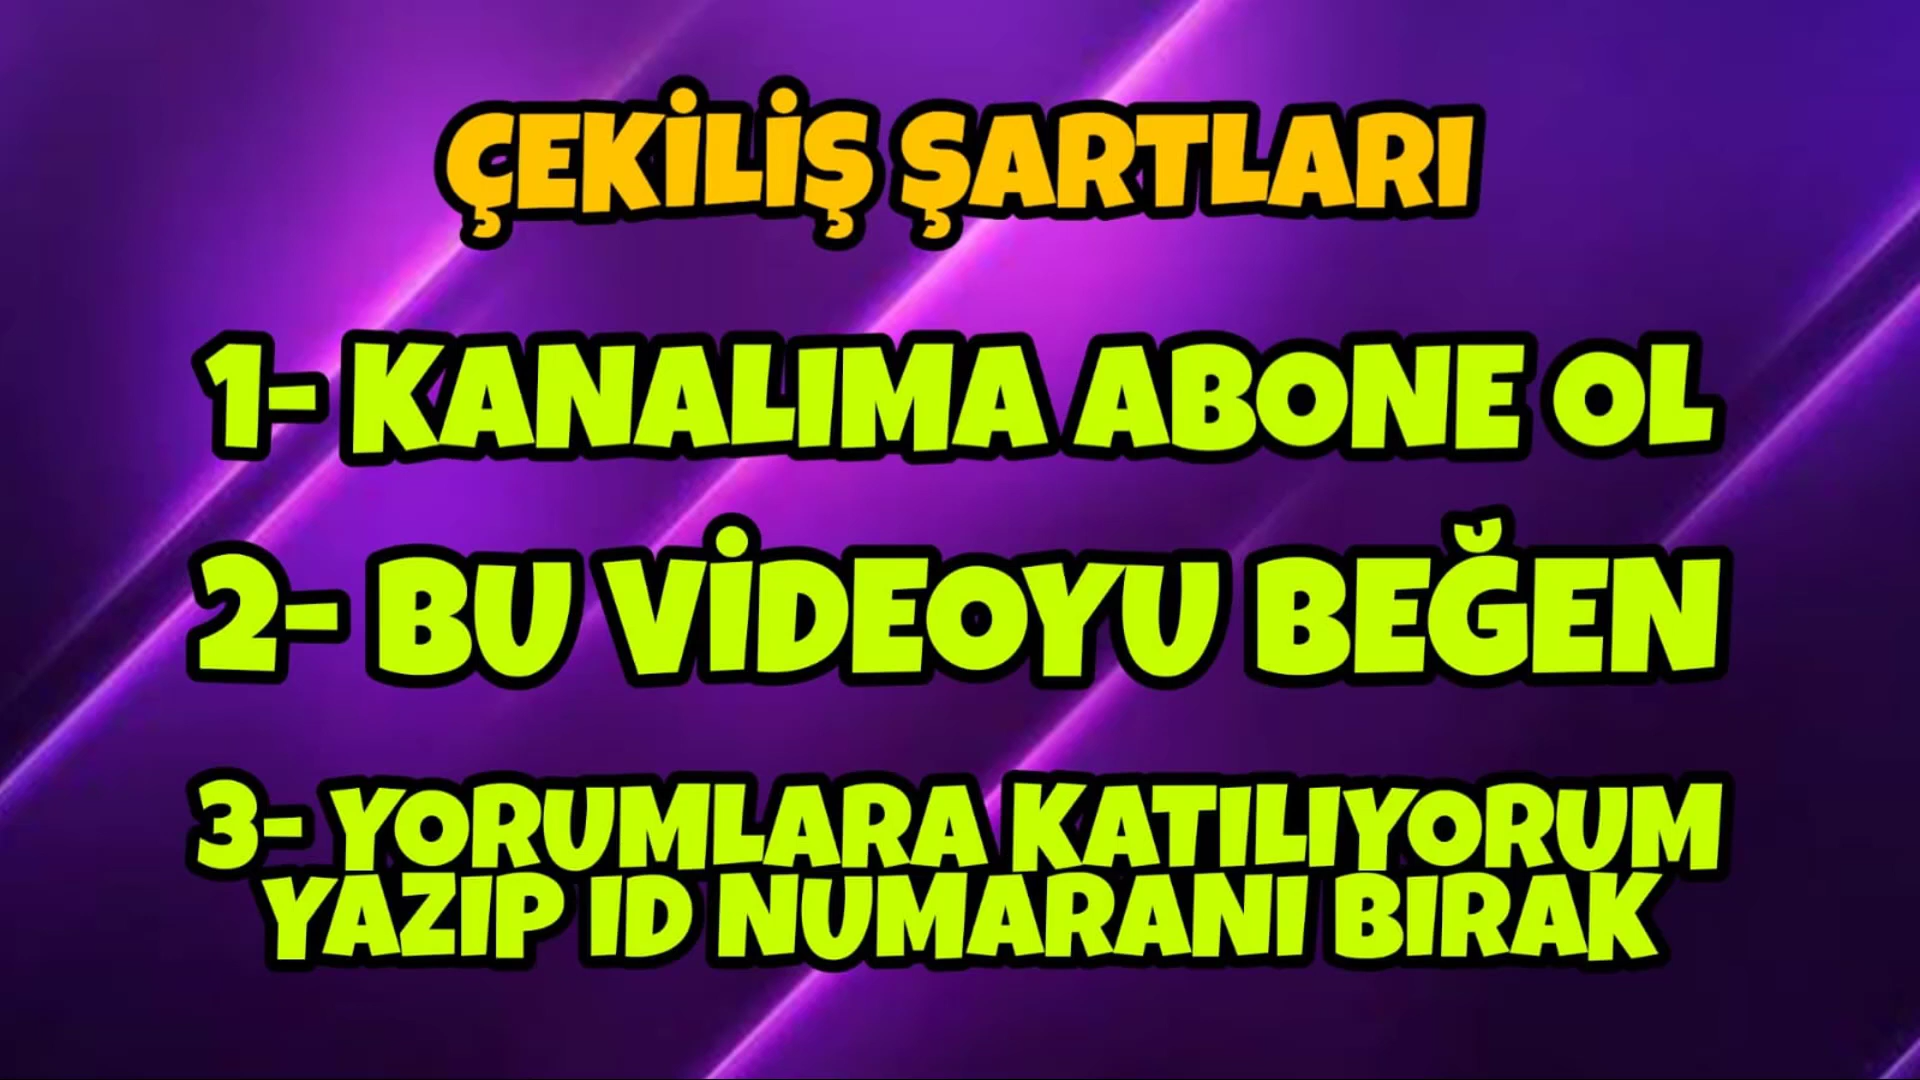 ÇEKİLİŞ ŞARTLARI
1- KANALIMA ABONE OL
2- BU VİDEOYU BEĞEN
3- YORUMLARA KATILIYORUM
YAZIP ID NUMARANI BIRAK